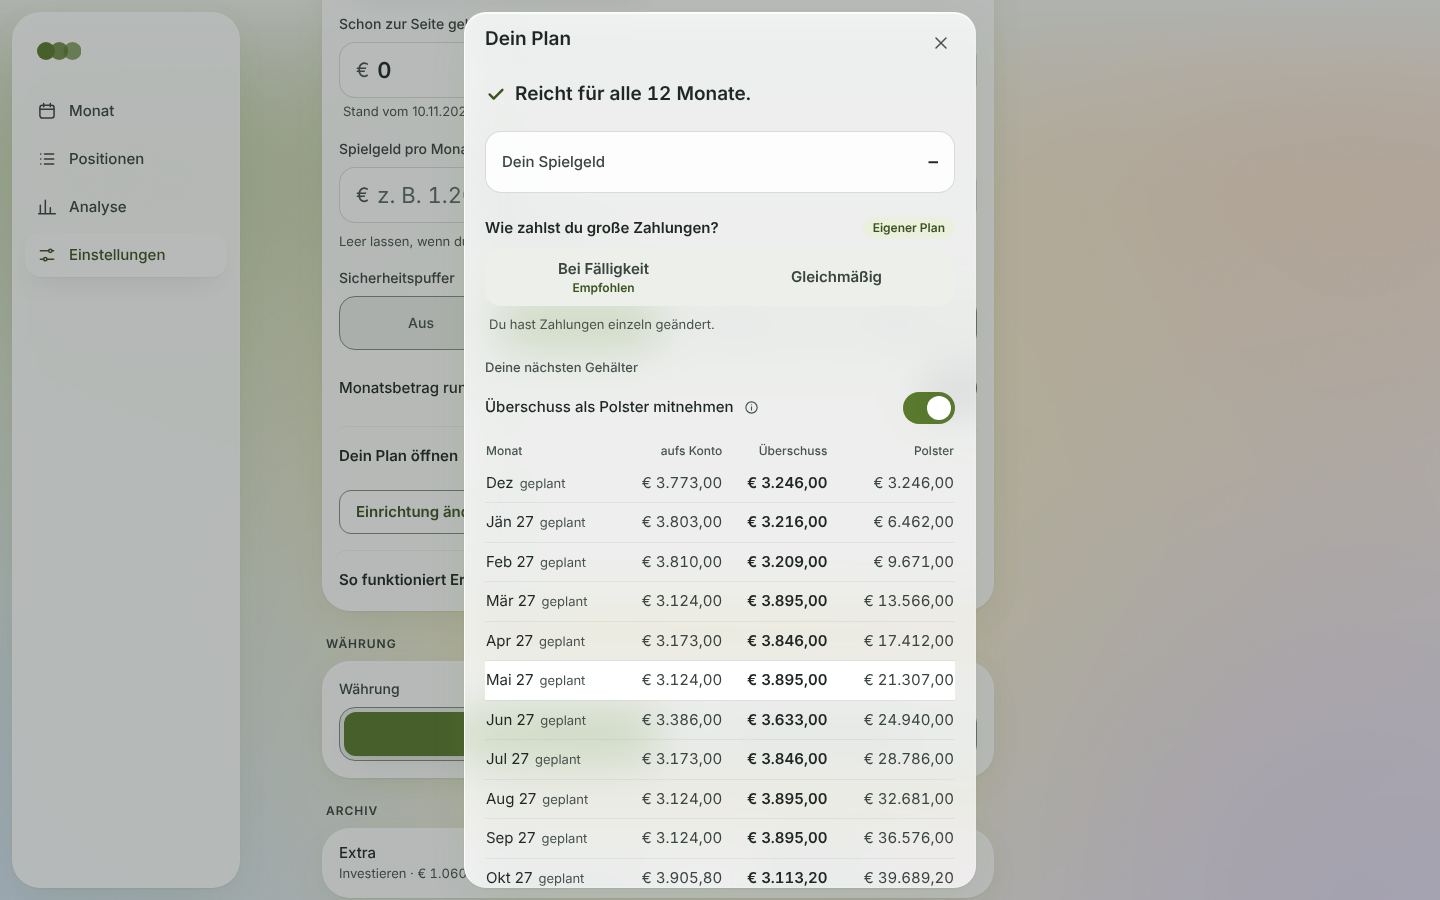 Monat
Positionen
Analyse
Einstellungen
Schon zur Seite
€ 0
Stand vom 10.11.202
Spielgeld pro Mona
€ z. B. 1.2
Leer lassen, wenn du
Sicherheitspuffer
Aus
Monatsbetrag run
Dein Plan öffnen
Einrichtung änd
So funktioniert Er
WÄHRUNG
Währung
ARCHIV
Extra
Investieren · € 1.060
Dein Plan
Reicht für alle 12 Monate.
Dein Spielgeld –
Wie zahlst du große Zahlungen? Eigener Plan
Bei Fälligkeit
Empfohlen
Gleichmäßig
Du hast Zahlungen einzeln geändert.
Deine nächsten Gehälter
Überschuss als Polster mitnehmen
Monat aufs Konto Überschuss Polster
Dez geplant € 3.773,00 € 3.246,00 € 3.246,00
Jän 27 geplant € 3.803,00 € 3.216,00 € 6.462,00
Feb 27 geplant € 3.810,00 € 3.209,00 € 9.671,00
Mär 27 geplant € 3.124,00 € 3.895,00 € 13.566,00
Apr 27 geplant € 3.173,00 € 3.846,00 € 17.412,00
Mai 27 geplant € 3.124,00 € 3.895,00 € 21.307,00
Jun 27 geplant € 3.386,00 € 3.633,00 € 24.940,00
Jul 27 geplant € 3.173,00 € 3.846,00 € 28.786,00
Aug 27 geplant € 3.124,00 € 3.895,00 € 32.681,00
Sep 27 geplant € 3.124,00 € 3.895,00 € 36.576,00
Okt 27 geplant € 3.905,80 € 3.113,20 € 39.689,20